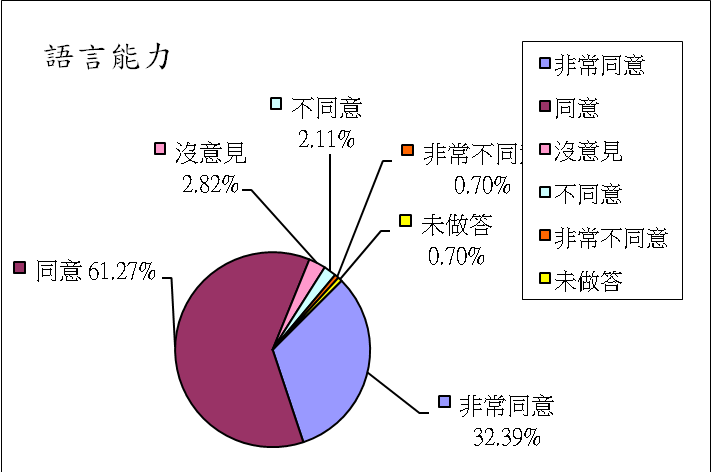 語言能力
非常同意
同意
沒意見
不同意
非常不同意
未做答
不同意
2.11%
沒意見
2.82%
非常不同
0.70%
未做答
0.70%
同意 61.27%
非常同意
32.39%